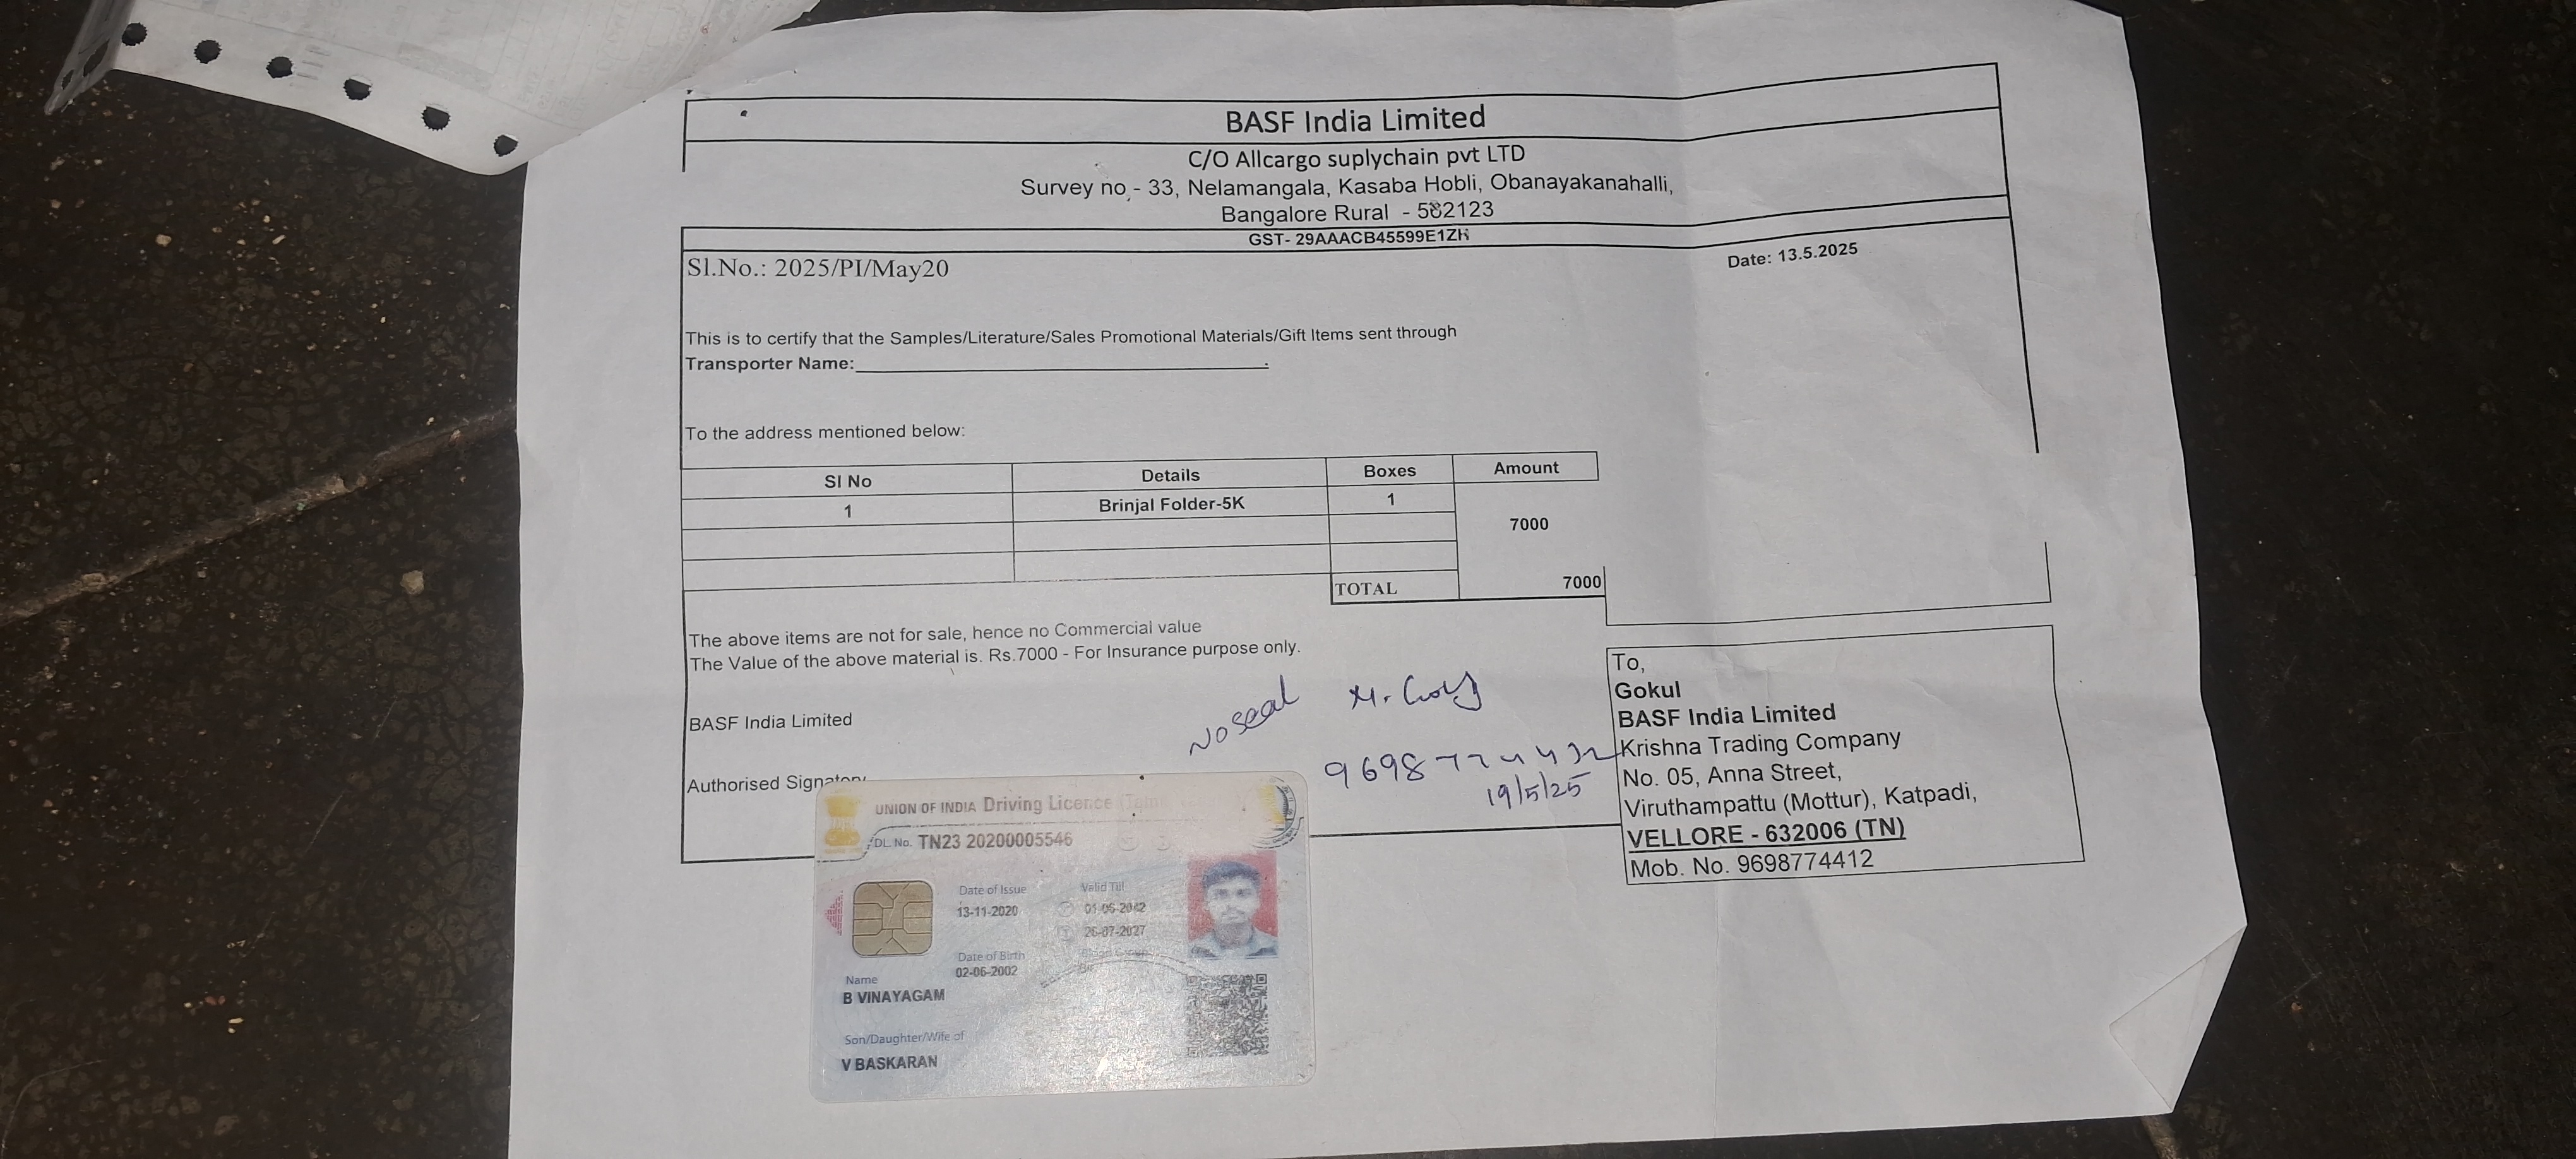 BASF India Limited
C/O Allcargo suplychain pvt LTD
Survey no - 33, Nelamangala, Kasaba Hobli, Obanayakanahalli,
Bangalore Rural - 562123
GST- 29AAACB45599E1ZH
Sl.No.: 2025/PI/May20
Date: 13.5.2025
This is to certify that the Samples/Literature/Sales Promotional Materials/Gift Items sent through
Transporter Name:
To the address mentioned below:
Sl No Details Boxes Amount
1 Brinjal Folder-5K 1
7000
TOTAL 7000
The above items are not for sale, hence no Commercial value
The Value of the above material is. Rs.7000 - For Insurance purpose only.
BASF India Limited
Authorised Signatory
No seal
19/5/25
To,
Gokul
BASF India Limited
Krishna Trading Company
No. 05, Anna Street,
Viruthampattu (Mottur), Katpadi,
VELLORE - 632006 (TN)
Mob. No. 9698774412
UNION OF INDIA Driving Licence
DL. No. TN23 20200005546
Date of Issue Valid Till
13-11-2020 01-06-2042
26-07-2027
Date of Birth
02-06-2002
Name
B VINAYAGAM
Son/Daughter/Wife of
V BASKARAN